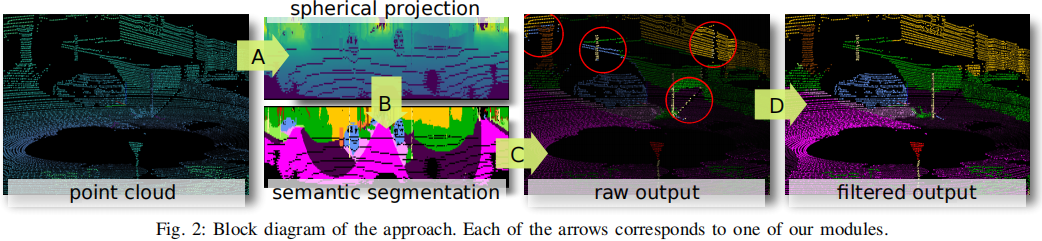 spherical projection
A
B
C
D
point cloud
semantic segmentation
raw output
filtered output
Fig. 2: Block diagram of the approach. Each of the arrows corresponds to one of our modules.